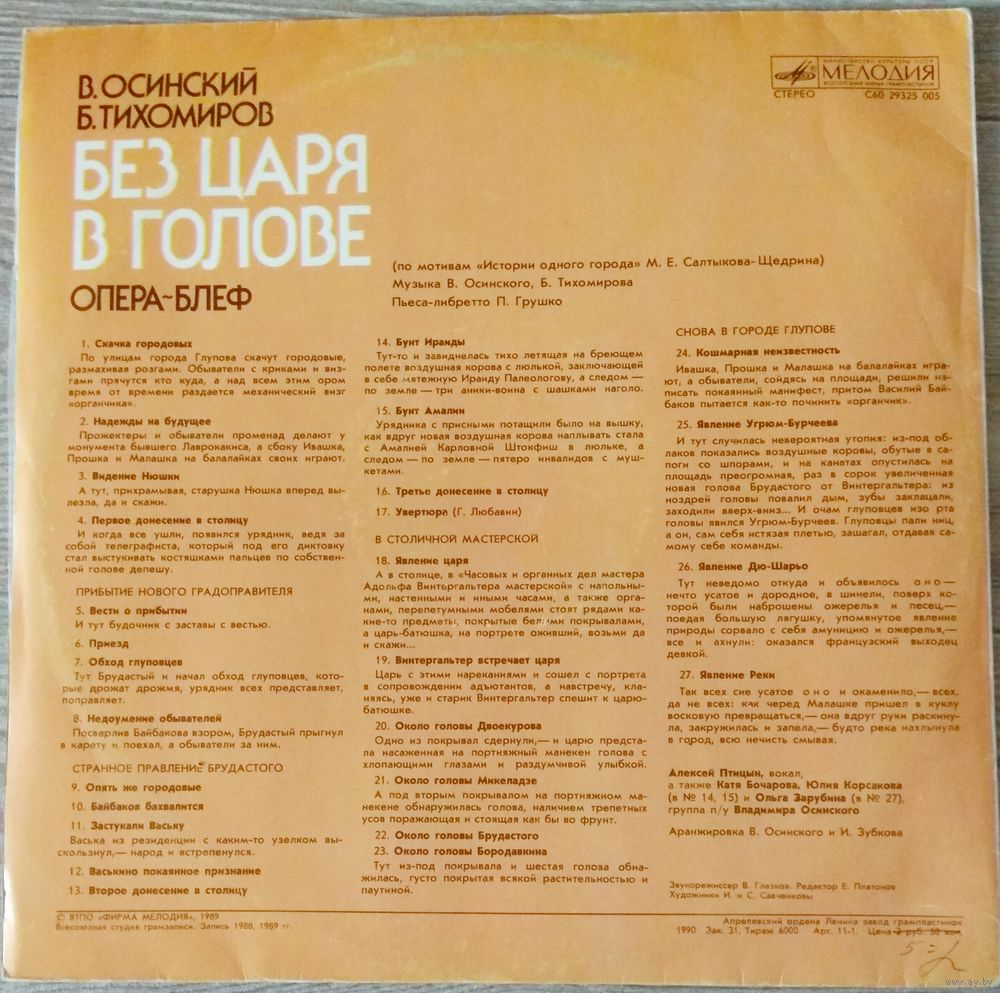 В. ОСИНСКИЙ
Б. ТИХОМИРОВ
БЕЗ ЦАРЯ
В ГОЛОВЕ
ОПЕРА~БЛЕФ
МИНИСТЕРСТВО КУЛЬТУРЫ СССР
МЕЛОДИЯ
ВСЕСОЮЗНАЯ ФИРМА ГРАМПЛАСТИНОК
СТЕРЕО С60 29325 005
(по мотивам «Истории одного города» М. Е. Салтыкова-Щедрина)
Музыка В. Осинского, Б. Тихомирова
Пьеса-либретто П. Грушко
1. Скачка городовых
По улицам города Глупова скачут городовые,
размахивая розгами. Обыватели с криками и виз-
гами прячутся кто куда, а над всем этим ором
время от времени раздается механический визг
«органчика».
2. Надежды на будущее
Прожектеры и обыватели променад делают у
монумента бывшего Лаврокакиса, а сбоку Ивашка,
Прошка и Малашка на балалайках своих играют.
3. Видение Нюшки
А тут, прихрамывая, старушка Нюшка вперед вы-
лезла, да и скажи.
4. Первое донесение в столицу
И когда все ушли, появился урядник, ведя за
собой телеграфиста, который под его диктовку
стал выстукивать костяшками пальцев по собствен-
ной голове депешу.
ПРИБЫТИЕ НОВОГО ГРАДОПРАВИТЕЛЯ
5. Вести о прибытии
И тут будочник с заставы с вестью.
6. Приезд
7. Обход глуповцев
Тут Брудастый и начал обход глуповцев, кото-
рые дрожат дрожмя, урядник всех представляет,
поправляет.
8. Недоумение обывателей
Посверлив Байбакова взором, Брудастый прыгнул
в карету и поехал, а обыватели за ним.
СТРАННОЕ ПРАВЛЕНИЕ БРУДАСТОГО
9. Опять же городовые
10. Байбаков бахвалится
11. Застукали Ваську
Васька из резиденции с каким-то узелком вы-
скользнул,— народ и встрепенулся.
12. Васькино покаянное признание
13. Второе донесение в столицу
14. Бунт Ираиды
Тут-то и завиднелась тихо летящая на бреющем
полете воздушная корова с люлькой, заключающей
в себе мятежную Ираиду Палеологову, а следом —
по земле — три аники-воина с шашками наголо.
15. Бунт Амалии
Урядника с присными потащили было на вышку,
как вдруг новая воздушная корова наплывать стала
с Амалией Карловной Штокфиш в люльке, а
следом — по земле — пятеро инвалидов с муш-
кетами.
16. Третье донесение в столицу
17. Увертюра (Г. Любавин)
В СТОЛИЧНОЙ МАСТЕРСКОЙ
18. Явление царя
А в столице, в «Часовых и органных дел мастера
Адольфа Винтергальтера мастерской» с напольны-
ми, настенными и иными часами, а также орга-
нами, перепетумными мобелями стоят рядами ка-
кие-то предметы, покрытые белыми покрывалами,
а царь-батюшка, на портрете оживший, возьми да
и скажи...
19. Винтергальтер встречает царя
Царь с этими нареканиями и сошел с портрета
в сопровождении адъютантов, а навстречу, кла-
няясь, уже и старик Винтергальтер спешит к царю-
батюшке.
20. Около головы Двоекурова
Одно из покрывал сдернули,— и царю предста-
ла насаженная на портняжный манекен голова с
хлопающими глазами и раздумчивой улыбкой.
21. Около головы Микеладзе
А под вторым покрывалом на портняжном ма-
некене обнаружилась голова, наличием трепетных
усов поражающая и стоящая как бы во фрунт.
22. Около головы Брудастого
23. Около головы Бородавкина
Тут из-под покрывала и шестая голова обна-
жилась, густо покрытая всякой растительностью и
паутиной.
СНОВА В ГОРОДЕ ГЛУПОВЕ
24. Кошмарная неизвестность
Ивашка, Прошка и Малашка на балалайках игра-
ют, а обыватели, сойдясь на площади, решили на-
писать покаянный манифест, притом Василий Бай-
баков пытается как-то починить «органчик».
25. Явление Угрюм-Бурчеева
И тут случилась невероятная утопия: из-под об-
лаков показались воздушные коровы, обутые в са-
поги со шпорами, и на канатах опустилась на
площадь преогромная, раз в сорок увеличенная
новая голова Брудастого от Винтергальтера: из
ноздрей головы повалил дым, зубы заклацали,
заходили вверх-вниз... И очам глуповцев изо рта
головы явился Угрюм-Бурчеев. Глуповцы пали ниц,
а он, сам себя истязая плетью, зашагал, отдавая са-
мому себе команды.
26. Явление Дю-Шарьо
Тут неведомо откуда и объявилось оно —
нечто усатое и дородное, в шинели, поверх ко-
торой были наброшены ожерелья и песец,—
поедая большую лягушку, упомянутое явление
природы сорвало с себя амуницию и ожерелья,—
все и ахнули: оказался французский выходец
девкой.
27. Явление Реки
Так всех сие усатое оно и окаменило,— всех,
да не всех: как черед Малашке пришел в куклу
восковую превращаться,— она вдруг руки раскину-
ла, закружилась и запела,— будто река нахлынула
в город, всю нечисть смывая.
Алексей Птицын, вокал,
а также Катя Бочарова, Юлия Корсакова
(в № 14, 15) и Ольга Зарубина (в № 27),
группа п/у Владимира Осинского
Аранжировка В. Осинского и И. Зубкова
Звукорежиссер В. Глазков. Редактор Е. Платонов
Художники И. и С. Савченковы
© ВТПО «ФИРМА МЕЛОДИЯ», 1989
Всесоюзная студия грамзаписи. Запись 1988, 1989 гг.
Апрелевский ордена Ленина завод грампластинок
1990 Зак. 31. Тираж 6000 Арт. 11-1. Цена 2 руб. 50 коп.
www.ay.by